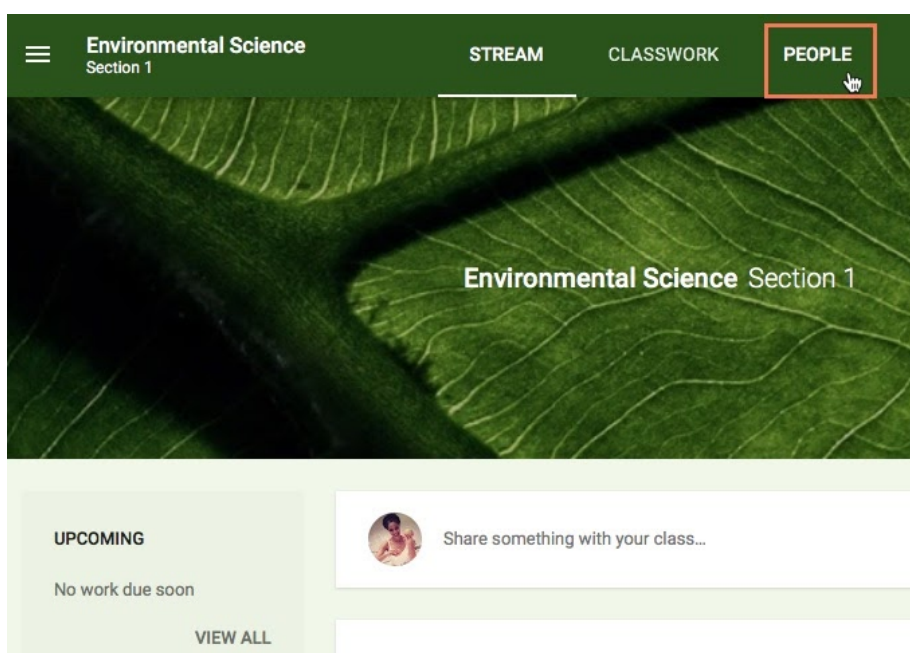 Environmental Science
Section 1
STREAM CLASSWORK PEOPLE
Environmental Science Section 1
UPCOMING
No work due soon
VIEW ALL
Share something with your class...